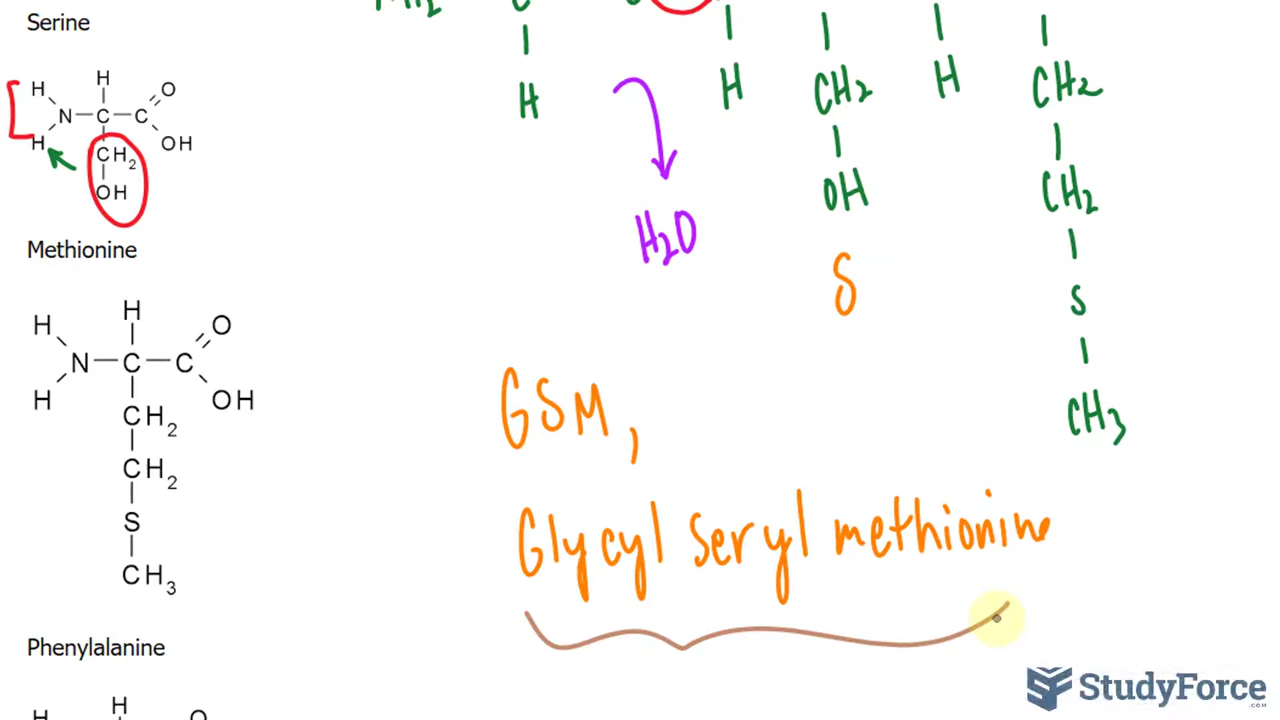 Serine
H H O
H
N — C — C
H OH
CH2
OH
H H CH2 H CH2
OH CH2
H2O
S
S
CH3
Methionine
H
H O
N — C — C
H OH
CH2
CH2
S
CH3
GSM,
Glycyl seryl methionine
Phenylalanine
H H O
StudyForce
.com